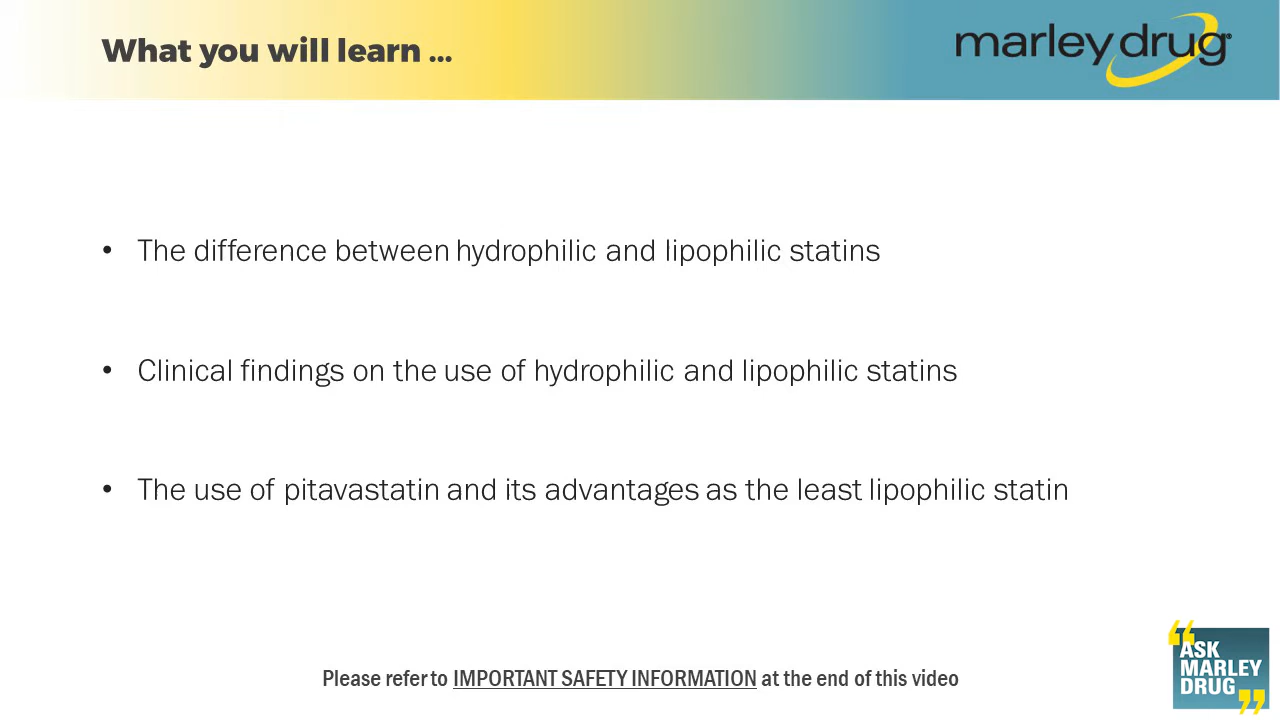 What you will learn ...
marley drug®
• The difference between hydrophilic and lipophilic statins
• Clinical findings on the use of hydrophilic and lipophilic statins
• The use of pitavastatin and its advantages as the least lipophilic statin
Please refer to IMPORTANT SAFETY INFORMATION at the end of this video
“ASK
MARLEY
DRUG”